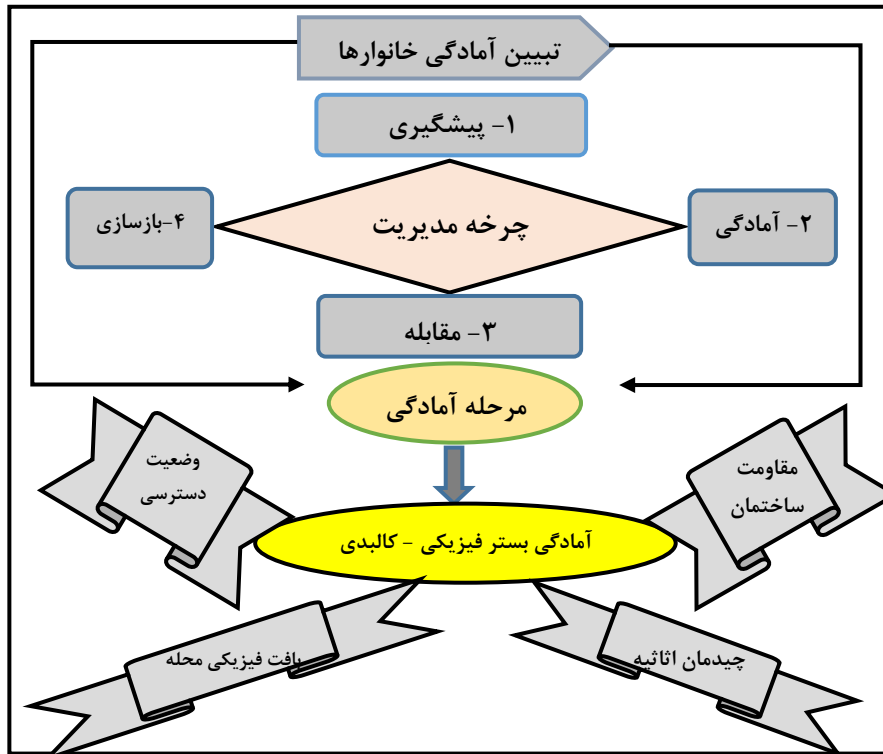 تبیین آمادگی خانوارها
۱- پیشگیری
۲- آمادگی
چرخه مدیریت
۴-بازسازی
۳- مقابله
مرحله آمادگی
مقاومت
ساختمان
وضعیت
دسترسی
آمادگی بستر فیزیکی - کالبدی
چیدمان اثاثیه
بافت فیزیکی محله